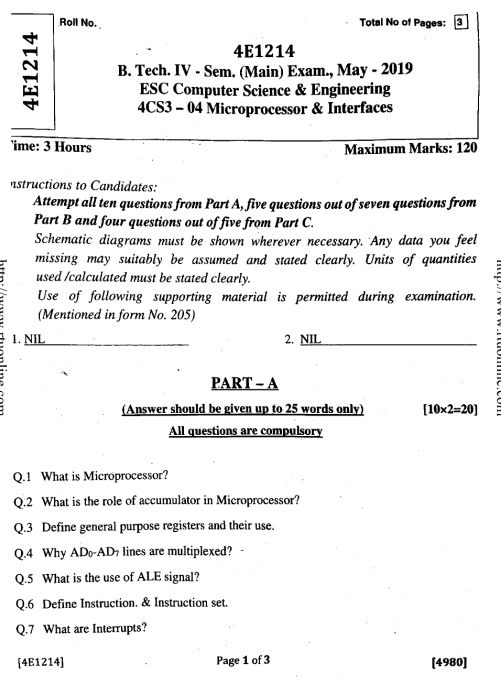 Roll No.
Total No of Pages: 3
4E1214
4E1214
B. Tech. IV - Sem. (Main) Exam., May - 2019
ESC Computer Science & Engineering
4CS3 – 04 Microprocessor & Interfaces
ime: 3 Hours
Maximum Marks: 120
nstructions to Candidates:
Attempt all ten questions from Part A, five questions out of seven questions from
Part B and four questions out of five from Part C.
Schematic diagrams must be shown wherever necessary. Any data you feel
missing may suitably be assumed and stated clearly. Units of quantities
used /calculated must be stated clearly.
Use of following supporting material is permitted during examination.
(Mentioned in form No. 205)
1. NIL
2. NIL
PART – A
(Answer should be given up to 25 words only) [10×2=20]
All questions are compulsory
Q.1 What is Microprocessor?
Q.2 What is the role of accumulator in Microprocessor?
Q.3 Define general purpose registers and their use.
Q.4 Why AD0-AD7 lines are multiplexed?
Q.5 What is the use of ALE signal?
Q.6 Define Instruction. & Instruction set.
Q.7 What are Interrupts?
[4E1214] Page 1 of 3 [4980]